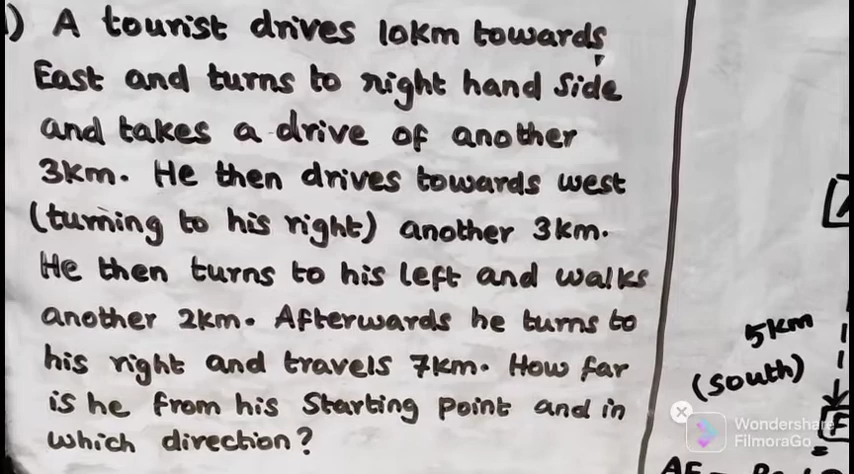 1) A tourist drives 10km towards
East and turns to right hand side
and takes a drive of another
3km. He then drives towards west
(turning to his right) another 3km.
He then turns to his left and walks
another 2km. Afterwards he turns to
his right and travels 7km. How far
is he from his starting point and in
which direction?
5km
(south)
Wondershare
FilmoraGo